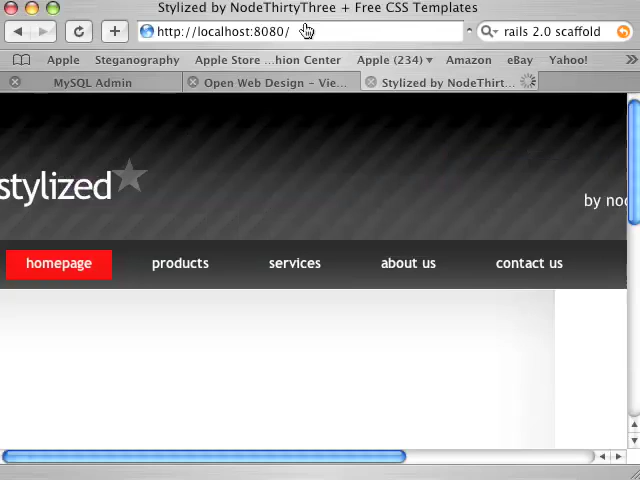 Stylized by NodeThirtyThree + Free CSS Templates
http://localhost:8080/
rails 2.0 scaffold
Apple Steganography Apple Store ...hion Center Apple (234) Amazon eBay Yahoo!
MySQL Admin Open Web Design – Vie... Stylized by NodeThirt...
stylized
by noc
homepage products services about us contact us